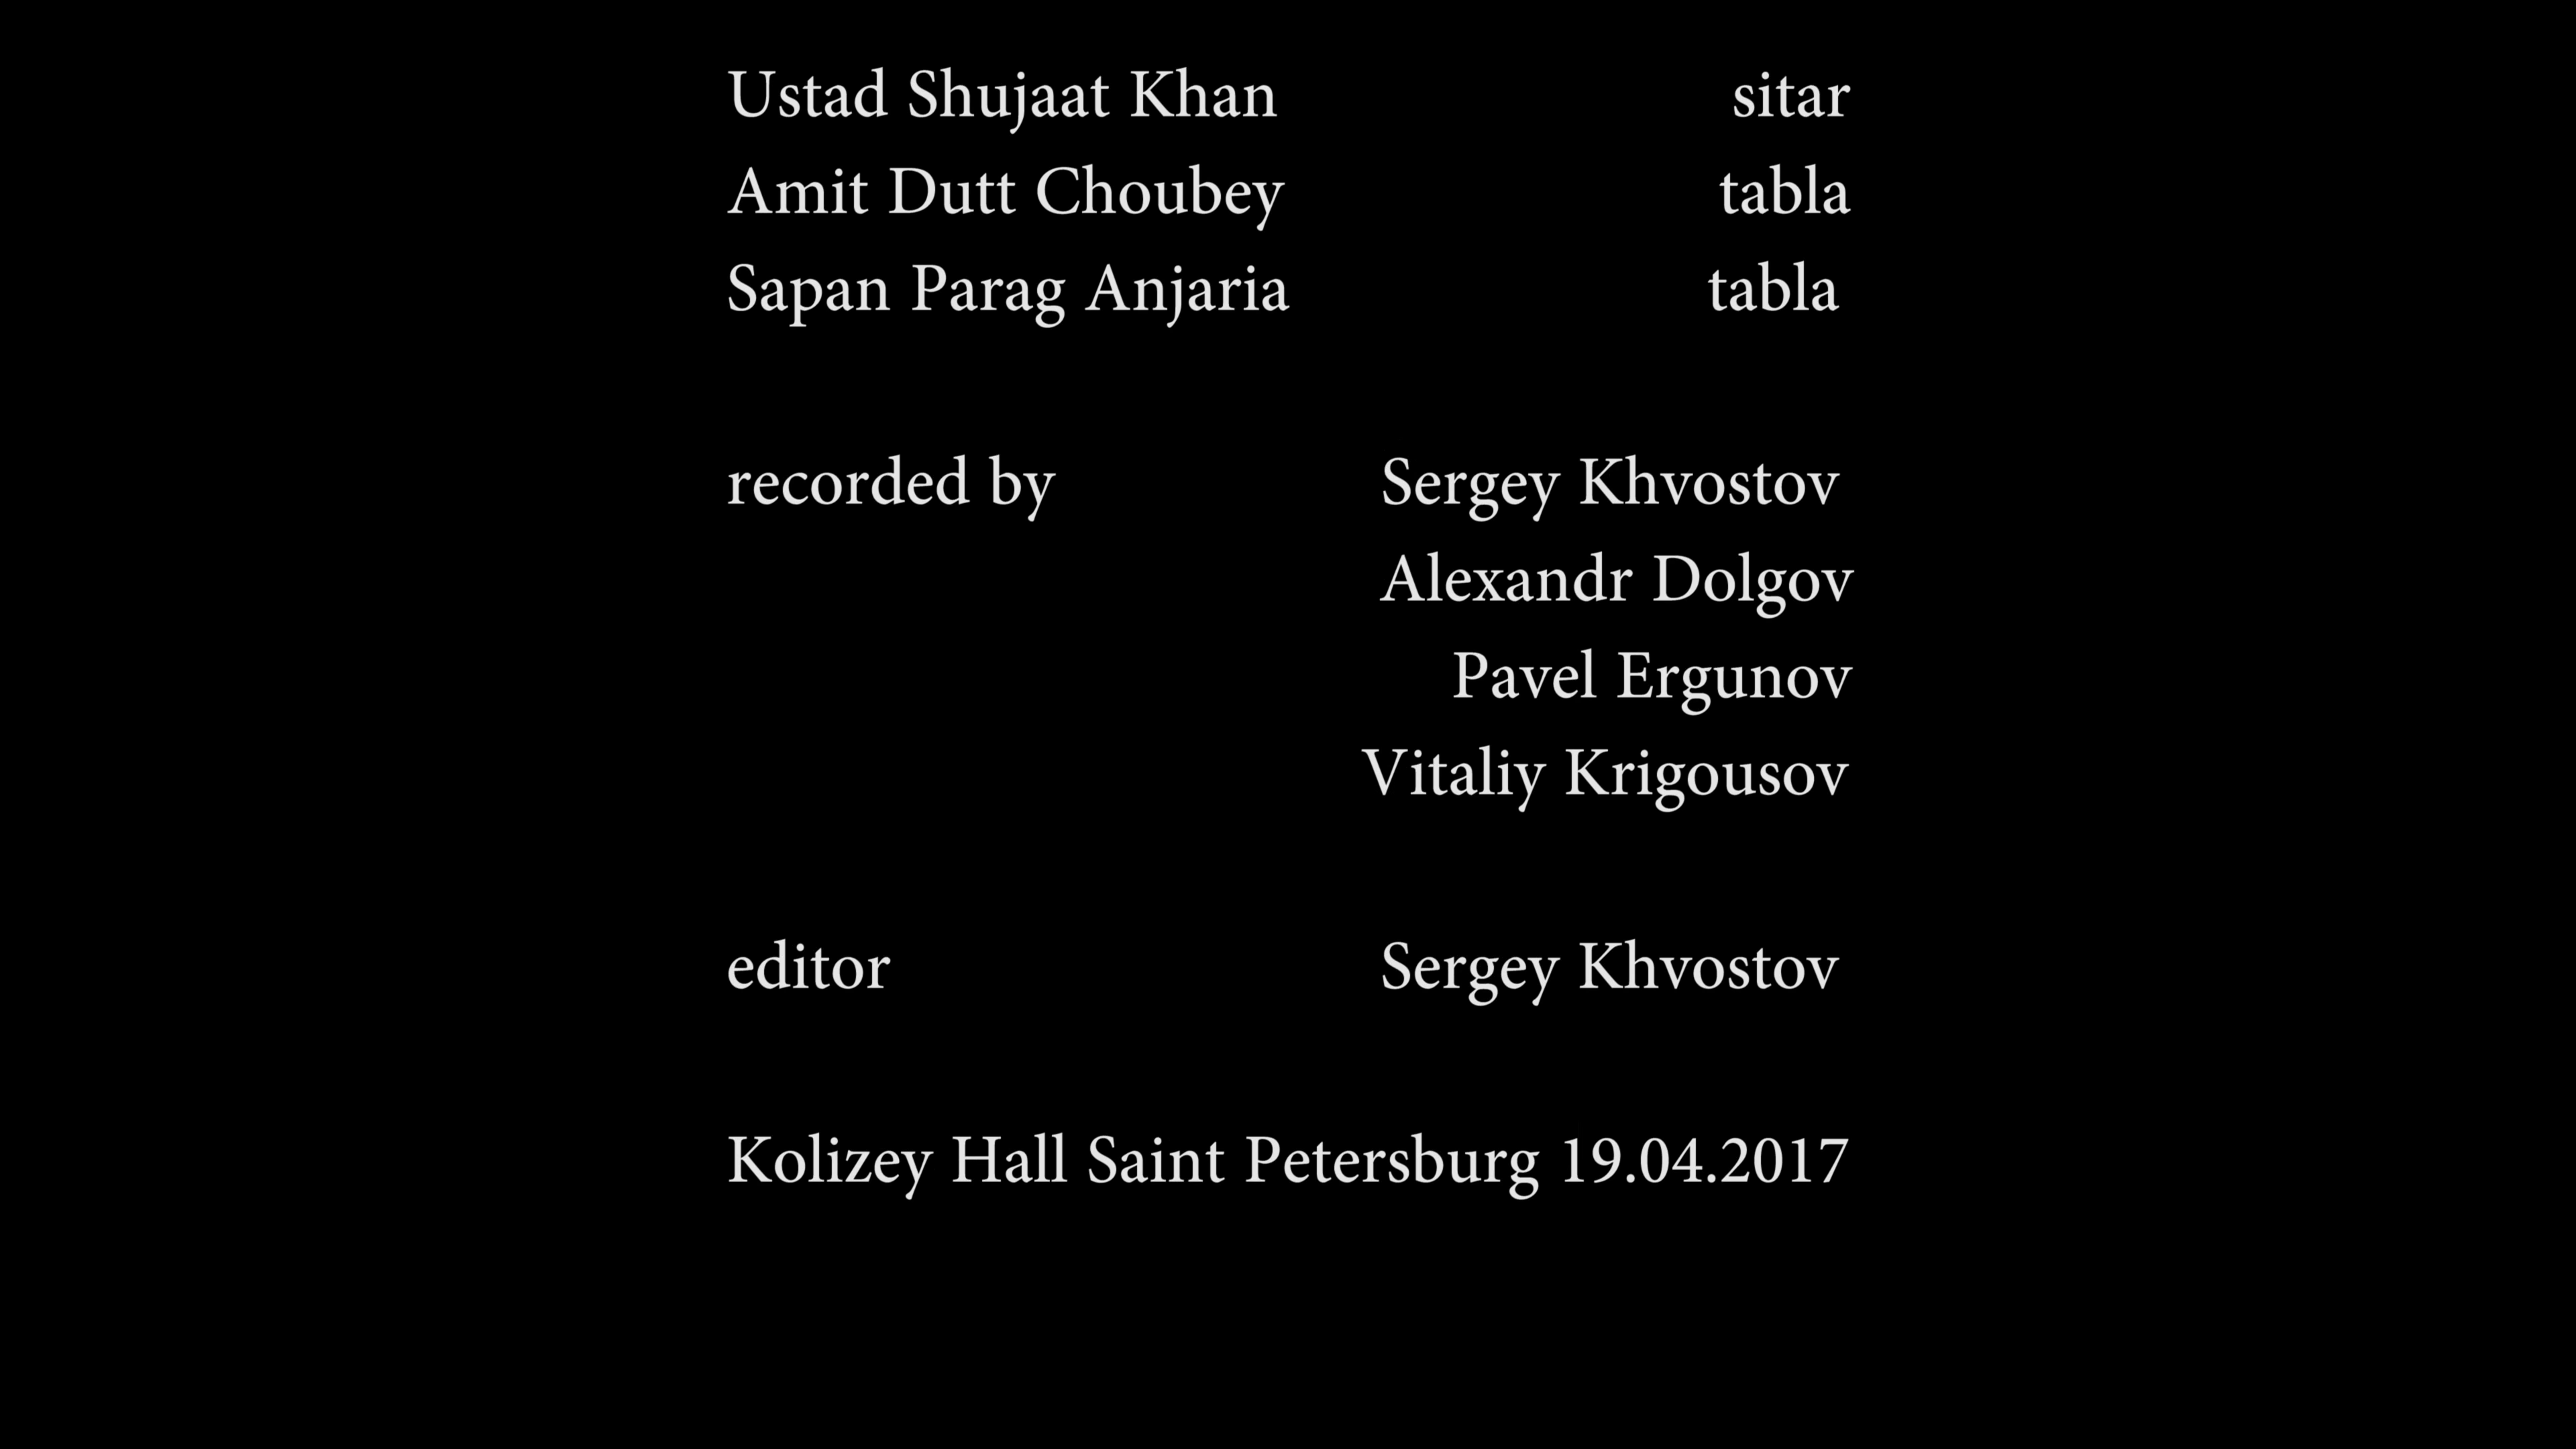 Ustad Shujaat Khan sitar
Amit Dutt Choubey tabla
Sapan Parag Anjaria tabla
recorded by Sergey Khvostov
Alexandr Dolgov
Pavel Ergunov
Vitaliy Krigousov
editor Sergey Khvostov
Kolizey Hall Saint Petersburg 19.04.2017